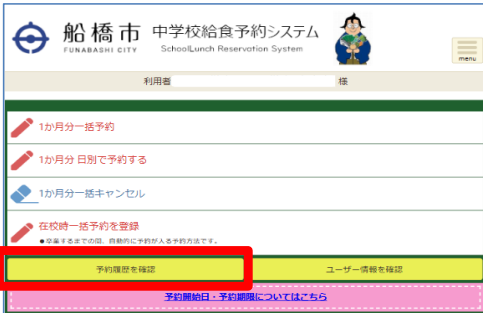 船橋市 中学校給食予約システム
FUNABASHI CITY SchoolLunch Reservation System
menu
利用者 様
1か月分一括予約
1か月分 日別で予約する
1か月分一括キャンセル
在校時一括予約を登録
●卒業するまでの間、自動的に予約が入る予約方法です。
予約履歴を確認 ユーザー情報を確認
予約開始日・予約期限についてはこちら